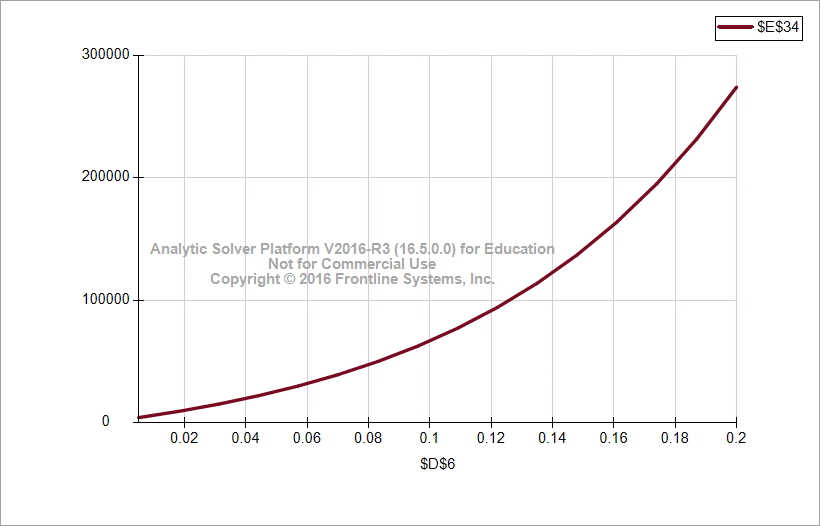 $E$34
300000
200000
Analytic Solver Platform V2016-R3 (16.5.0.0) for Education
Not for Commercial Use
Copyright © 2016 Frontline Systems, Inc.
100000
0
0.02 0.04 0.06 0.08 0.1 0.12 0.14 0.16 0.18 0.2
$D$6